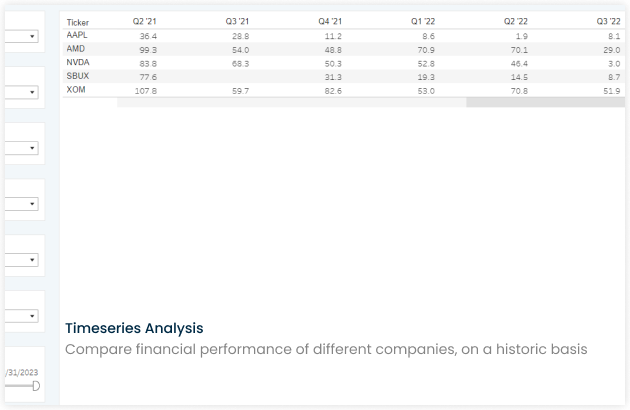 Ticker Q2 '21 Q3 '21 Q4 '21 Q1 '22 Q2 '22 Q3 '22
AAPL 36.4 28.8 11.2 8.6 1.9 8.1
AMD 99.3 54.0 48.8 70.9 70.1 29.0
NVDA 83.8 68.3 50.3 52.8 46.4 3.0
SBUX 77.6 31.3 19.3 14.5 8.7
XOM 107.8 59.7 82.6 53.0 70.8 51.9
Timeseries Analysis
Compare financial performance of different companies, on a historic basis
/31/2023